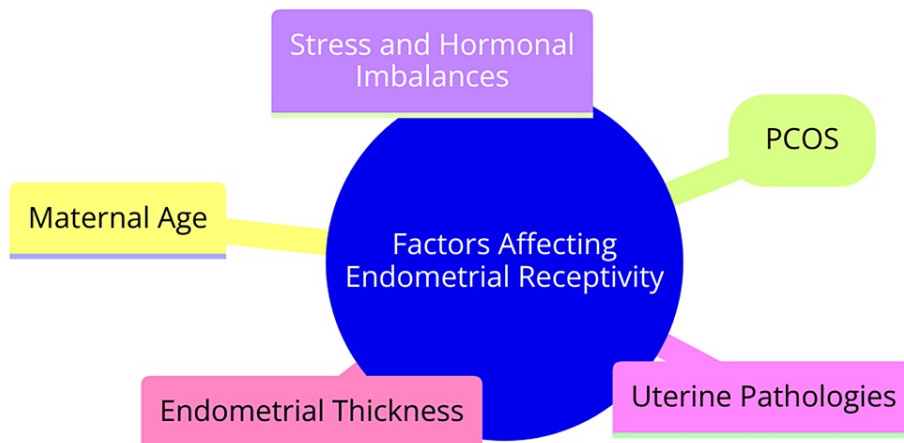 Stress and Hormonal
Imbalances
PCOS
Maternal Age
Factors Affecting
Endometrial Receptivity
Endometrial Thickness
Uterine Pathologies